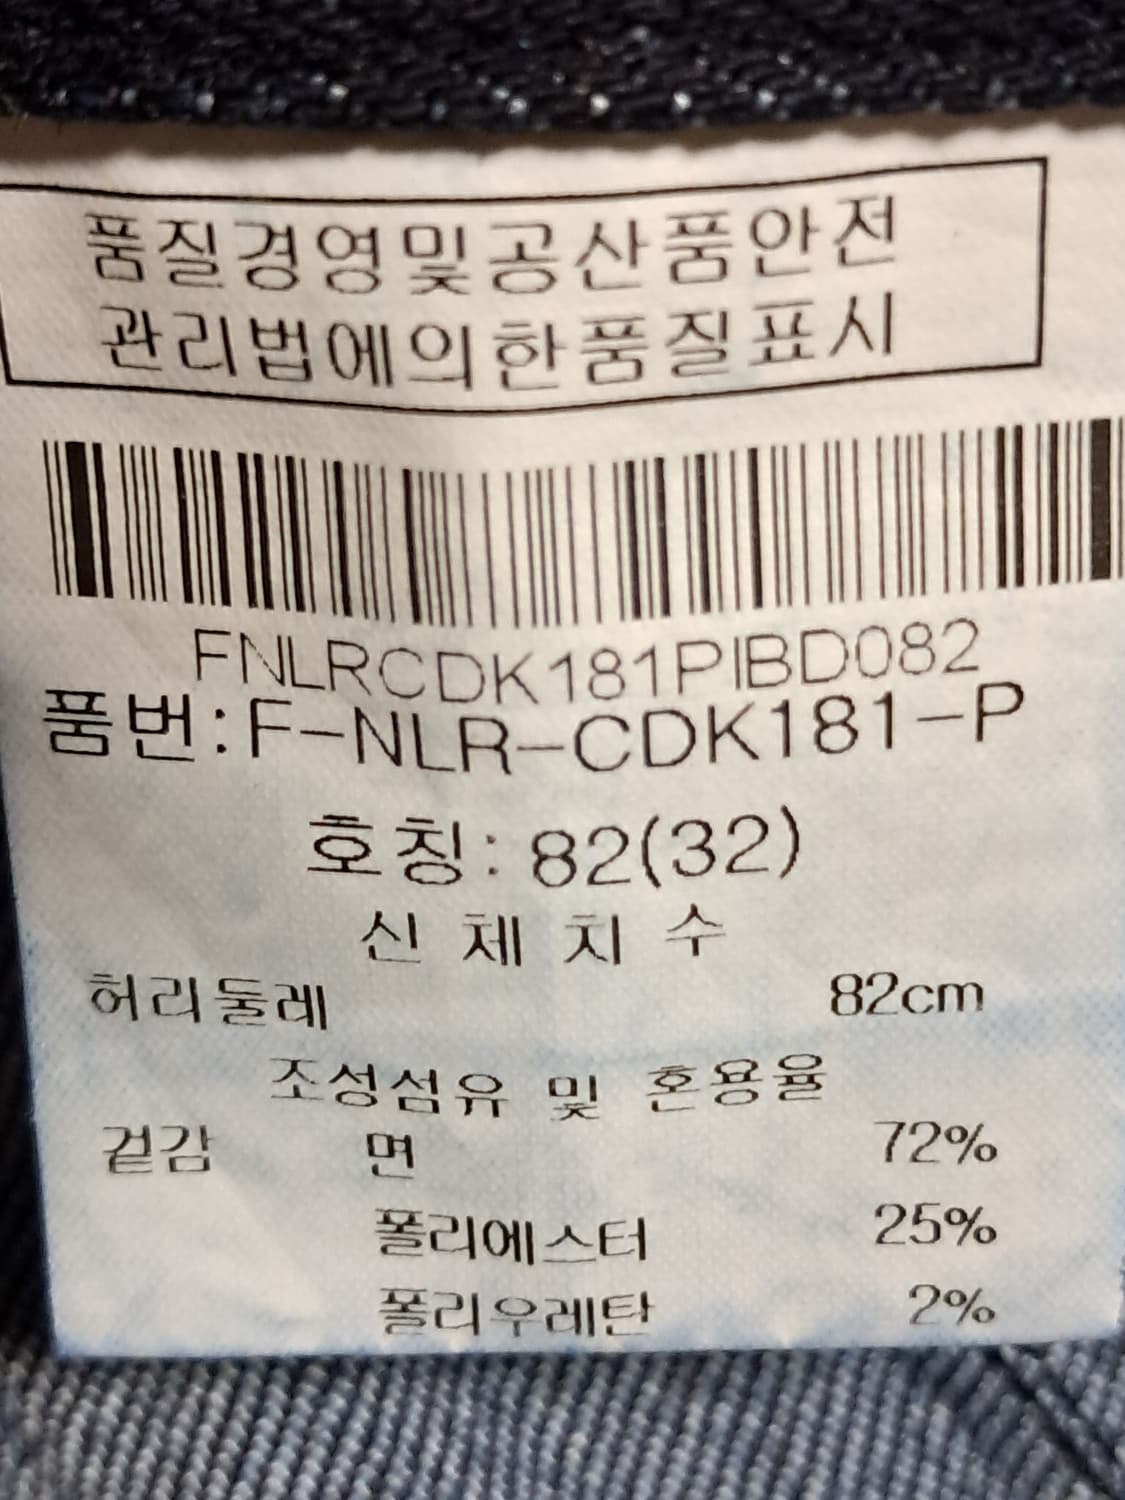 품질경영및공산품안전
관리법에의한품질표시
FNLRCDK181PIBD082
품번:F-NLR-CDK181-P
호칭: 82(32)
신체치수
허리둘레 82cm
조성섬유 및 혼용율
겉감 면 72%
폴리에스터 25%
폴리우레탄 2%